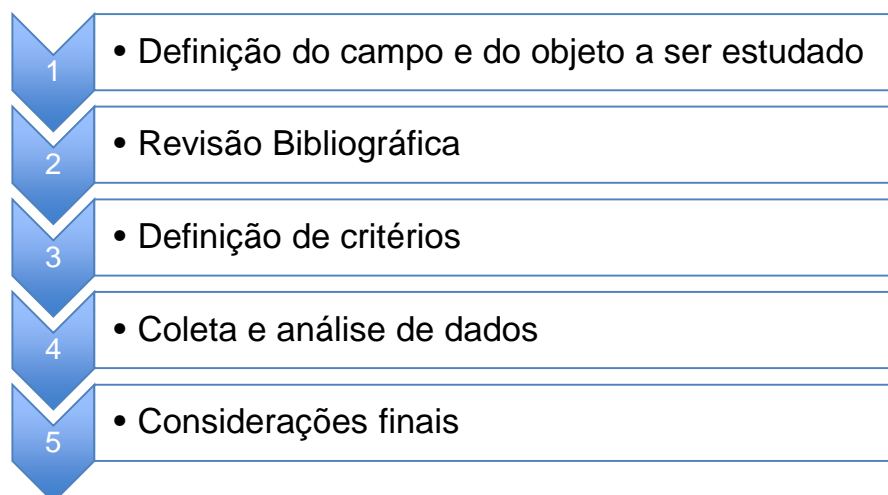 1 • Definição do campo e do objeto a ser estudado
2 • Revisão Bibliográfica
3 • Definição de critérios
4 • Coleta e análise de dados
5 • Considerações finais